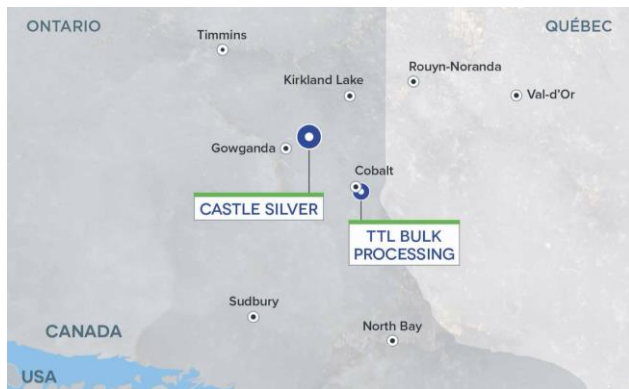 ONTARIO
QUÉBEC
Timmins
Rouyn-Noranda
Kirkland Lake
Val-d'Or
Gowganda
Cobalt
CASTLE SILVER
TTL BULK
PROCESSING
Sudbury
CANADA
North Bay
USA